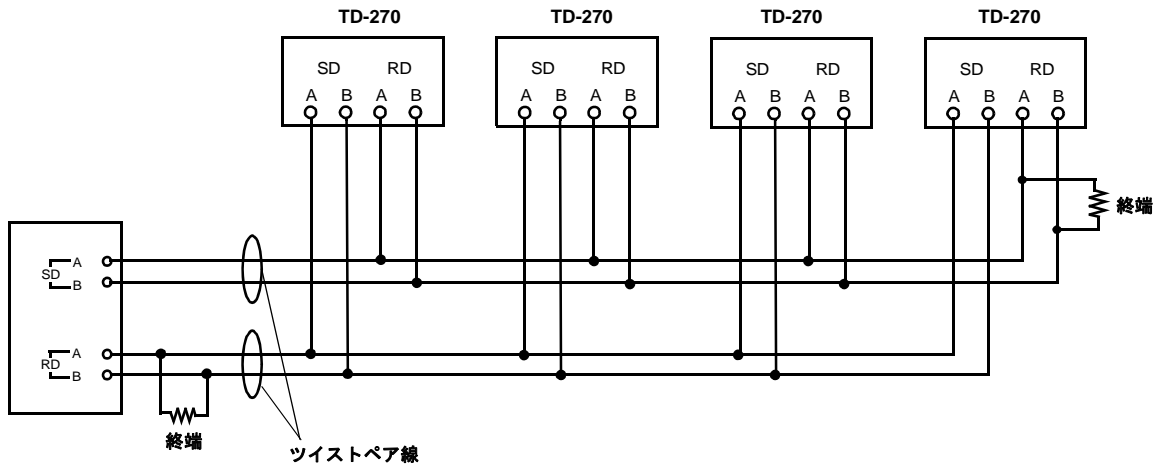 TD-270 TD-270 TD-270 TD-270
SD RD SD RD SD RD SD RD
A B A B A B A B A B A B A B A B
終端
A
SD
B
A
RD
B
終端
ツイストペア線